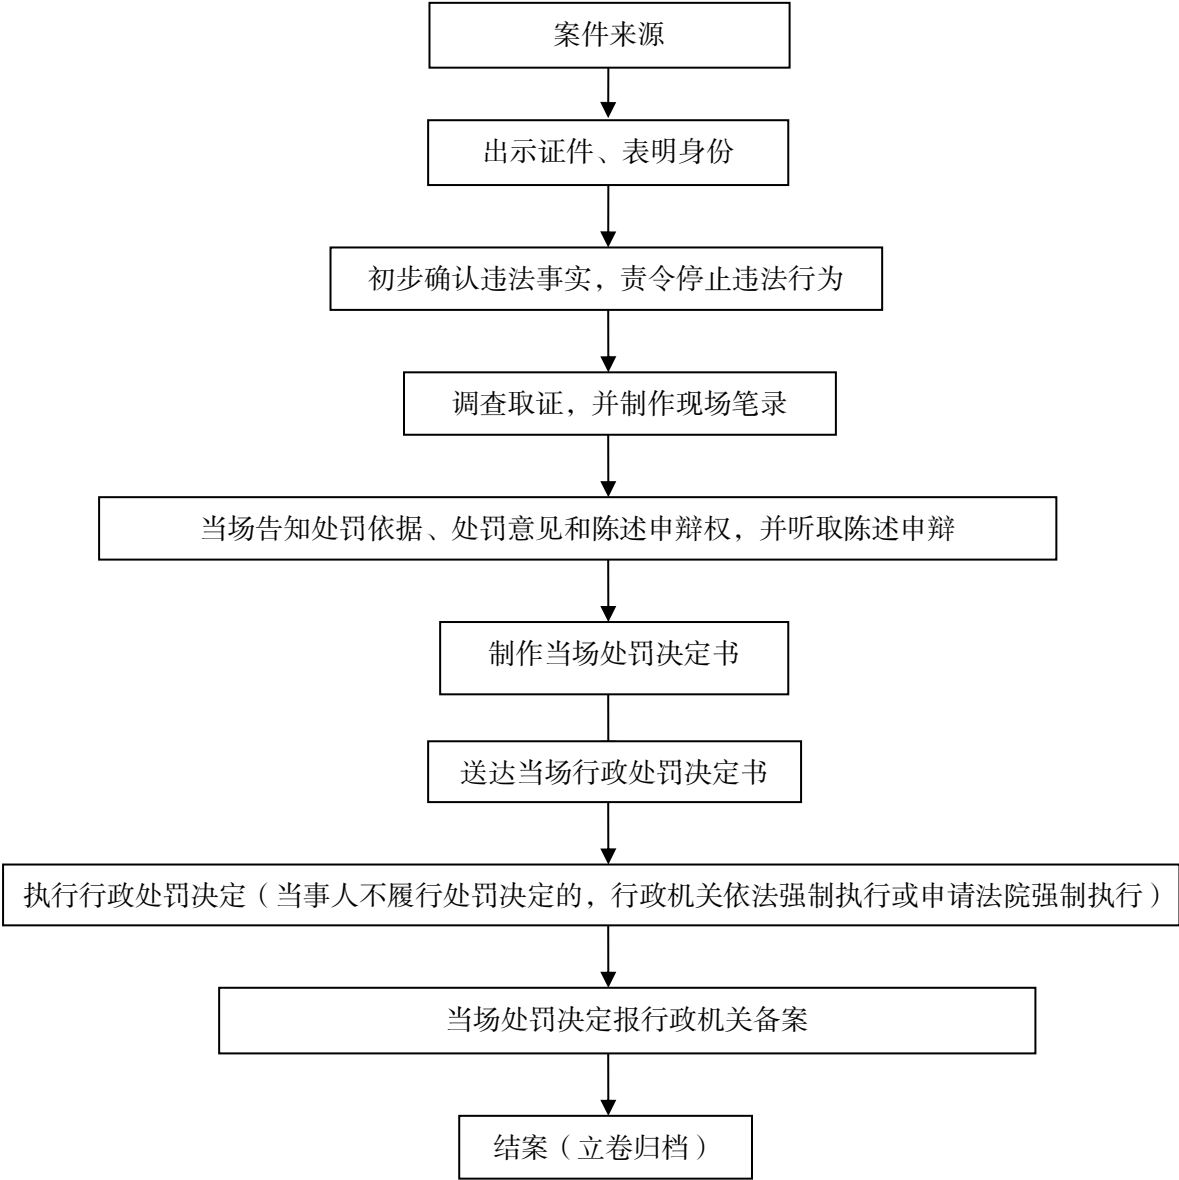 案件来源
出示证件、表明身份
初步确认违法事实，责令停止违法行为
调查取证，并制作现场笔录
当场告知处罚依据、处罚意见和陈述申辩权，并听取陈述申辩
制作当场处罚决定书
送达当场行政处罚决定书
执行行政处罚决定（当事人不履行处罚决定的，行政机关依法强制执行或申请法院强制执行）
当场处罚决定报行政机关备案
结案（立卷归档）